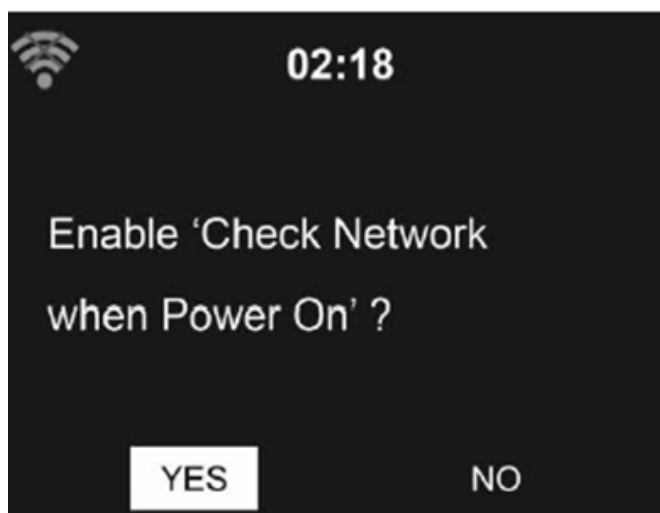 02:18
Enable ‘Check Network
when Power On’ ?
YES NO